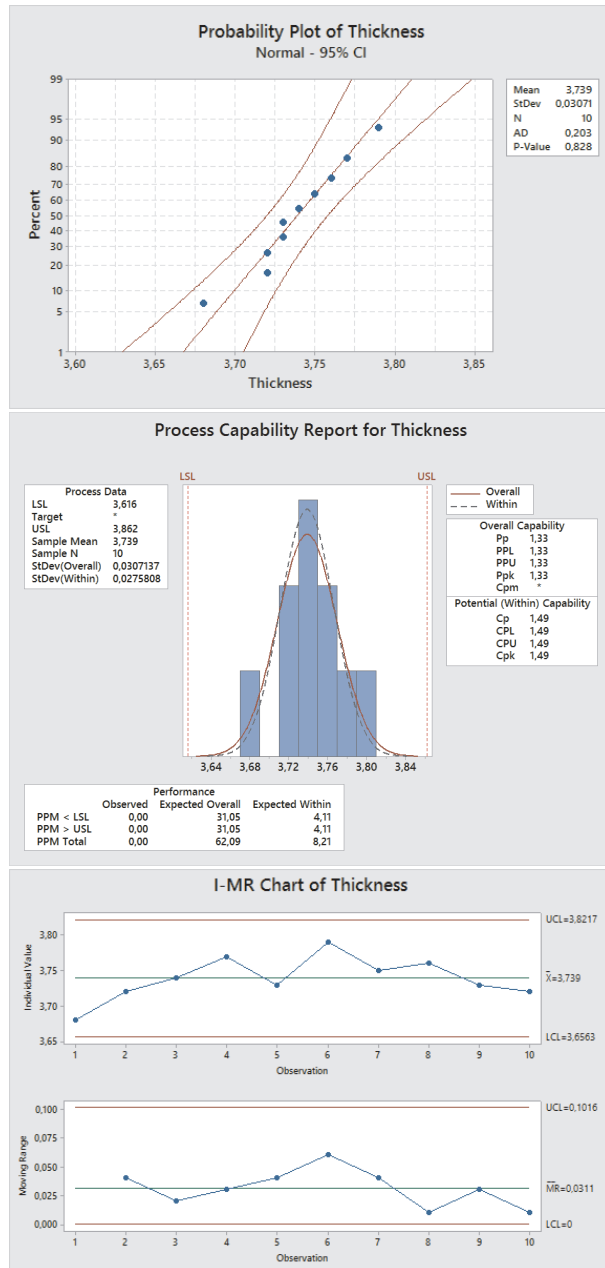 Probability Plot of Thickness
Normal - 95% CI
99
95
90
80
70
60
50
40
30
20
10
5
1
Percent
3,60 3,65 3,70 3,75 3,80 3,85
Thickness
Mean 3,739
StDev 0,03071
N 10
AD 0,203
P-Value 0,828
Process Capability Report for Thickness
LSL USL
Process Data
LSL 3,616
Target *
USL 3,862
Sample Mean 3,739
Sample N 10
StDev(Overall) 0,0307137
StDev(Within) 0,0275808
Overall
Within
Overall Capability
Pp 1,33
PPL 1,33
PPU 1,33
Ppk 1,33
Cpm *
Potential (Within) Capability
Cp 1,49
CPL 1,49
CPU 1,49
Cpk 1,49
3,64 3,68 3,72 3,76 3,80 3,84
Performance
Observed Expected Overall Expected Within
PPM < LSL 0,00 31,05 4,11
PPM > USL 0,00 31,05 4,11
PPM Total 0,00 62,09 8,21
I-MR Chart of Thickness
Individual Value
3,80
3,75
3,70
3,65
UCL=3,8217
X̄=3,739
LCL=3,6563
1 2 3 4 5 6 7 8 9 10
Observation
Moving Range
0,100
0,075
0,050
0,025
0,000
UCL=0,1016
M̅R̅=0,0311
LCL=0
1 2 3 4 5 6 7 8 9 10
Observation